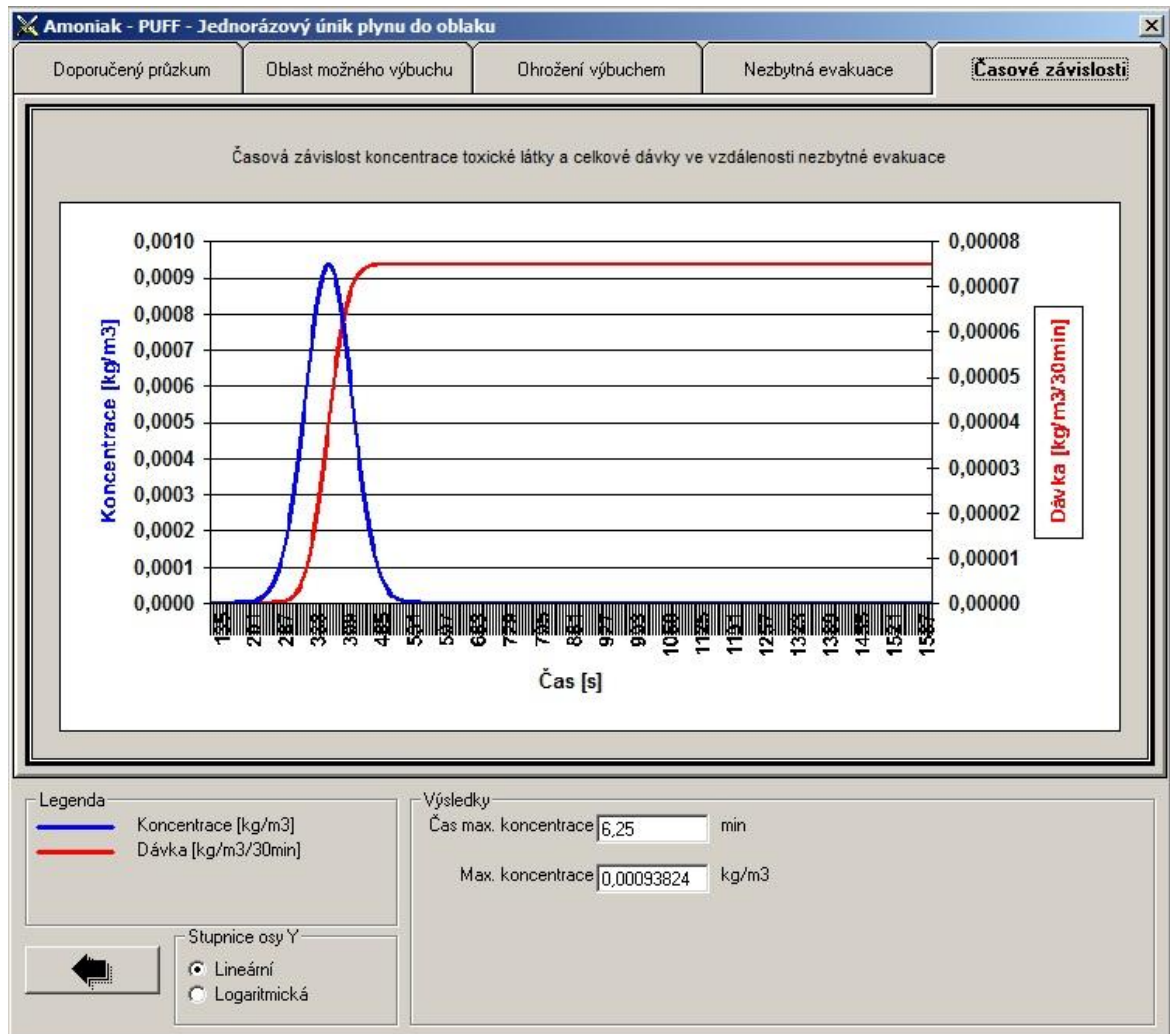 Amoniak - PUFF - Jednorázový únik plynu do oblaku
Doporučený průzkum
Oblast možného výbuchu
Ohrožení výbuchem
Nezbytná evakuace
Časové závislosti
Časová závislost koncentrace toxické látky a celkové dávky ve vzdálenosti nezbytné evakuace
Koncentrace [kg/m3]
0,0010
0,0009
0,0008
0,0007
0,0006
0,0005
0,0004
0,0003
0,0002
0,0001
0,0000
0,00008
0,00007
0,00006
0,00005
0,00004
0,00003
0,00002
0,00001
0,00000
Dávka [kg/m3/30min]
Čas [s]
Legenda
Koncentrace [kg/m3]
Dávka [kg/m3/30min]
Stupnice osy Y
Lineární
Logaritmická
Výsledky
Čas max. koncentrace 6,25 min
Max. koncentrace 0,00093824 kg/m3